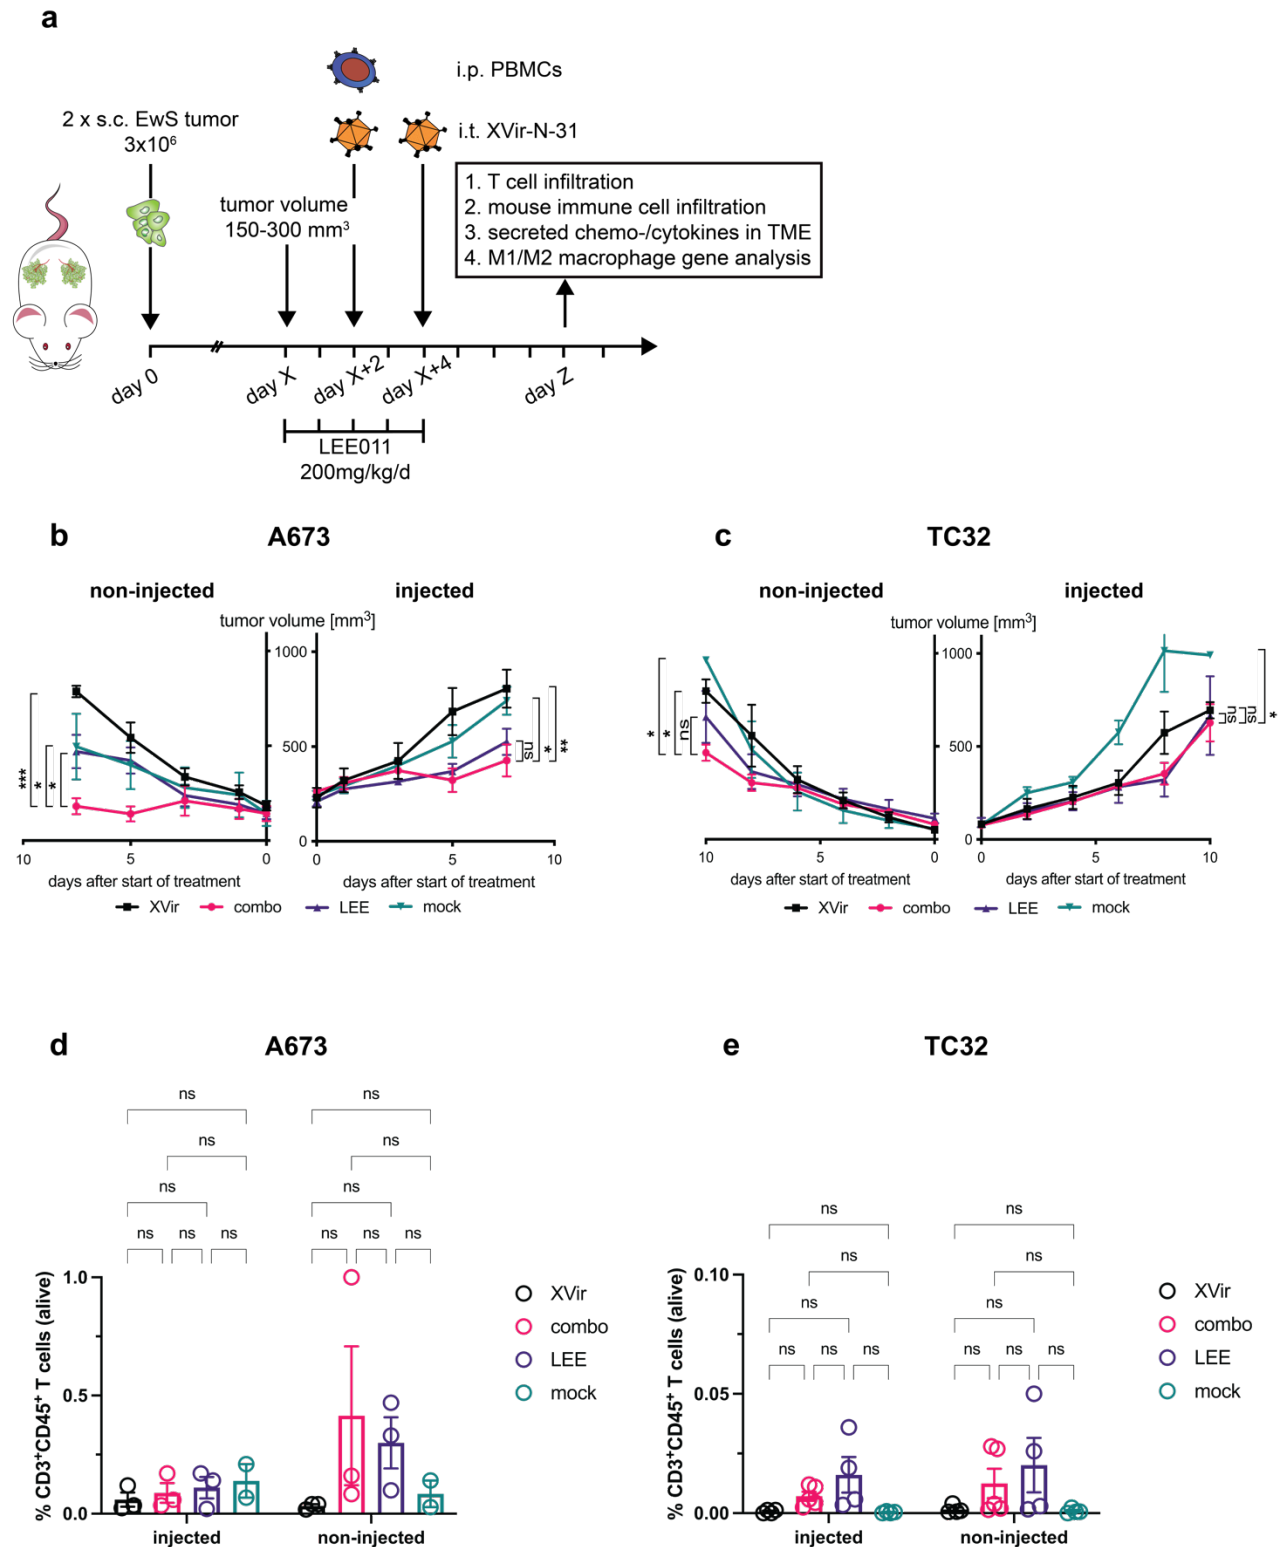 a
i.p. PBMCs
2 x s.c. EwS tumor
3x10⁶
i.t. XVir-N-31
tumor volume
150-300 mm³
1. T cell infiltration
2. mouse immune cell infiltration
3. secreted chemo-/cytokines in TME
4. M1/M2 macrophage gene analysis
day 0
day X
day X+2
day X+4
day Z
LEE011
200mg/kg/d
b
A673
non-injected
injected
tumor volume [mm³]
1000
500
0
*** * *
ns * **
10 5 0
0 5 10
days after start of treatment
days after start of treatment
XVir combo LEE mock
c
TC32
non-injected
injected
tumor volume [mm³]
1000
500
0
* * ns
ns ns ns *
10 5 0
0 5 10
days after start of treatment
days after start of treatment
XVir combo LEE mock
d
A673
ns ns
ns ns
ns ns
ns ns ns ns ns ns
% CD3⁺CD45⁺ T cells (alive)
1.0
0.5
0.0
injected non-injected
XVir
combo
LEE
mock
e
TC32
ns ns
ns ns
ns ns
ns ns ns ns ns ns
% CD3⁺CD45⁺ T cells (alive)
0.10
0.05
0.00
injected non-injected
XVir
combo
LEE
mock